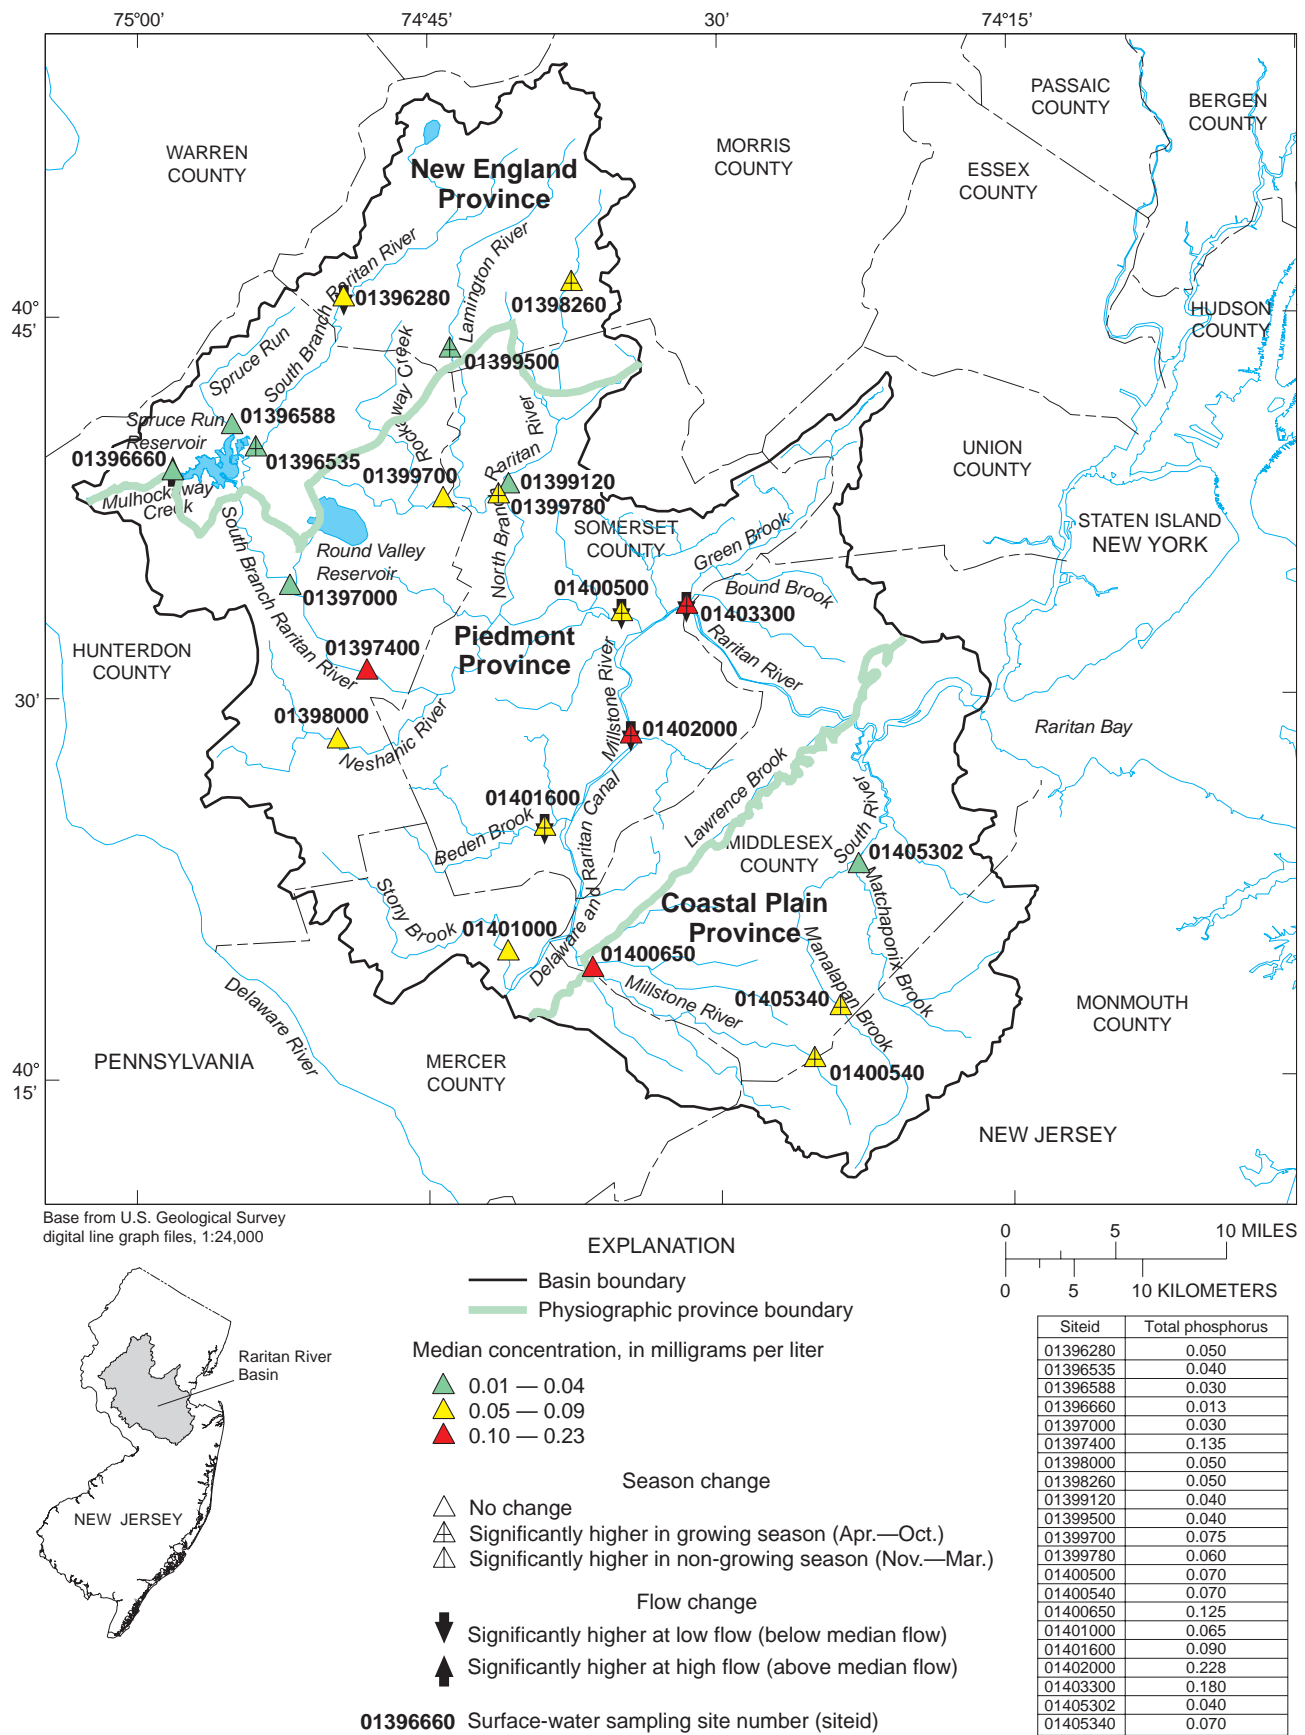 75°00'
74°45'
30'
74°15'
PASSAIC
COUNTY
BERGEN
COUNTY
WARREN
COUNTY
MORRIS
COUNTY
ESSEX
COUNTY
New England
Province
South Branch Raritan River
Lamington River
01396280
01398260
40°
45'
HUDSON
COUNTY
Spruce Run
Rockaway Creek
01399500
01396588
Spruce Run
Reservoir
01396660
01396535
Mulhockaway
Creek
UNION
COUNTY
01399700
North Branch Raritan River
01399120
01399780
SOMERSET
COUNTY
Green Brook
STATEN ISLAND
NEW YORK
Round Valley
Reservoir
01397000
South Branch Raritan River
Bound Brook
01400500
01403300
HUNTERDON
COUNTY
Piedmont
Province
01397400
Raritan River
30'
01398000
Neshanic River
Millstone River
01402000
Raritan Bay
01401600
Beden Brook
Delaware and Raritan Canal
Lawrence Brook
MIDDLESEX
COUNTY
South River
01405302
Stony Brook
01401000
Coastal Plain
Province
Matchaponix Brook
Manalapan Brook
01400650
Millstone River
01405340
Delaware River
MONMOUTH
COUNTY
PENNSYLVANIA
MERCER
COUNTY
01400540
40°
15'
NEW JERSEY
Base from U.S. Geological Survey
digital line graph files, 1:24,000
0 5 10 MILES
0 5 10 KILOMETERS
EXPLANATION
Basin boundary
Physiographic province boundary
Median concentration, in milligrams per liter
0.01 — 0.04
0.05 — 0.09
0.10 — 0.23
Season change
No change
Significantly higher in growing season (Apr.—Oct.)
Significantly higher in non-growing season (Nov.—Mar.)
Flow change
Significantly higher at low flow (below median flow)
Significantly higher at high flow (above median flow)
01396660 Surface-water sampling site number (siteid)
Raritan River
Basin
NEW JERSEY
Siteid Total phosphorus
01396280 0.050
01396535 0.040
01396588 0.030
01396660 0.013
01397000 0.030
01397400 0.135
01398000 0.050
01398260 0.050
01399120 0.040
01399500 0.040
01399700 0.075
01399780 0.060
01400500 0.070
01400540 0.070
01400650 0.125
01401000 0.065
01401600 0.090
01402000 0.228
01403300 0.180
01405302 0.040
01405340 0.070